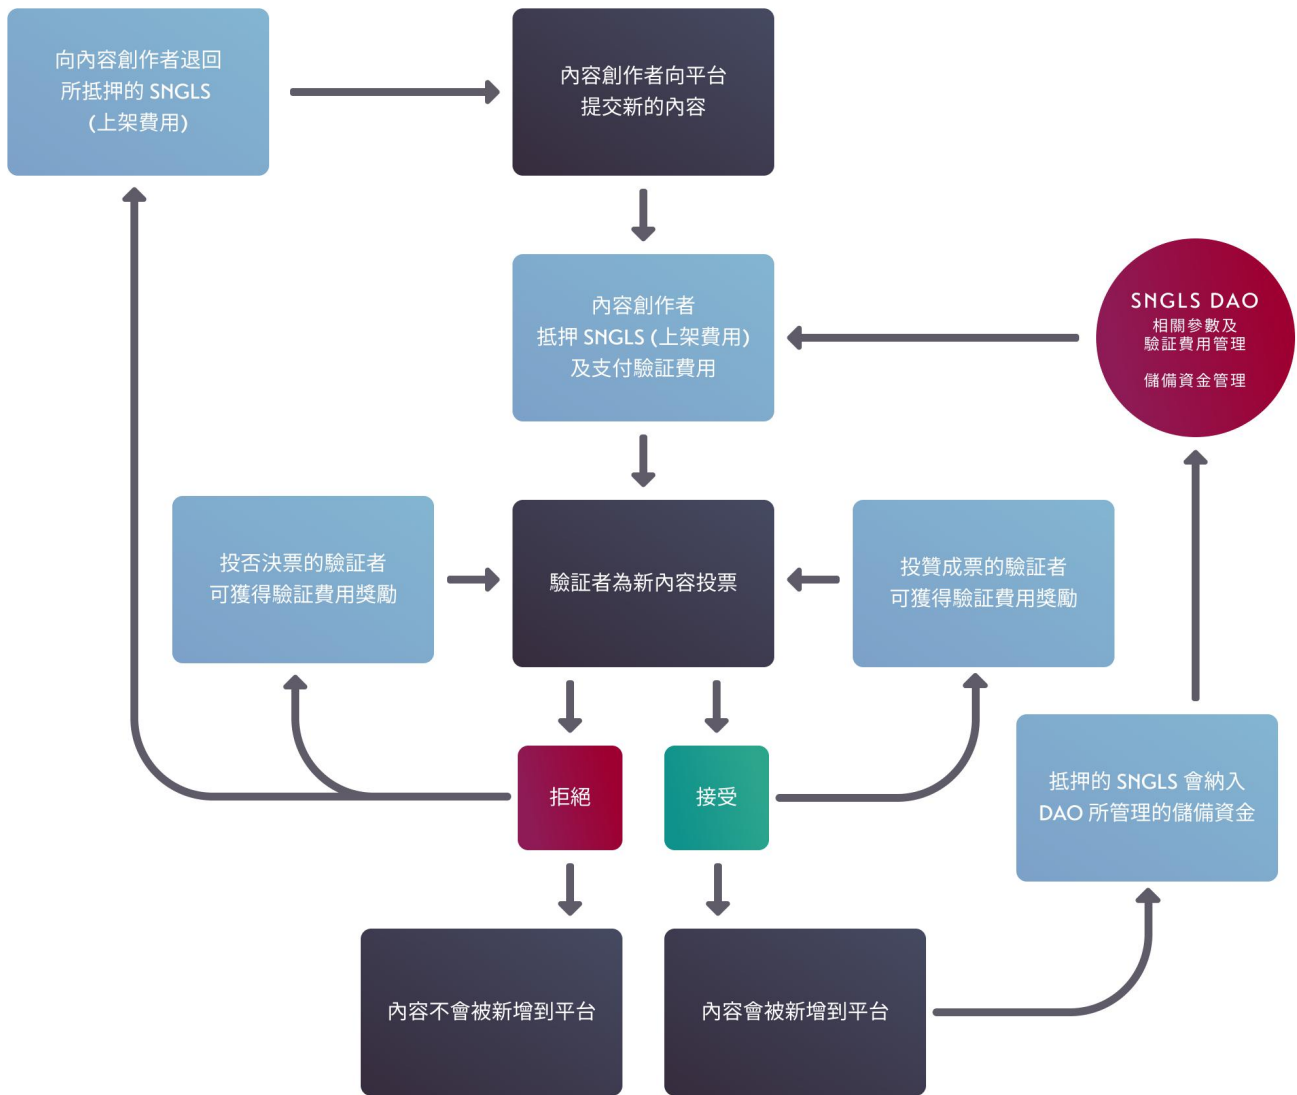 向內容創作者退回
所抵押的 SNGLS
(上架費用)
內容創作者向平台
提交新的內容
內容創作者
抵押 SNGLS (上架費用)
及支付驗証費用
SNGLS DAO
相關參數及
驗証費用管理
儲備資金管理
投否決票的驗証者
可獲得驗証費用獎勵
驗証者為新內容投票
投贊成票的驗証者
可獲得驗証費用獎勵
拒絕
接受
抵押的 SNGLS 會納入
DAO 所管理的儲備資金
內容不會被新增到平台
內容會被新增到平台